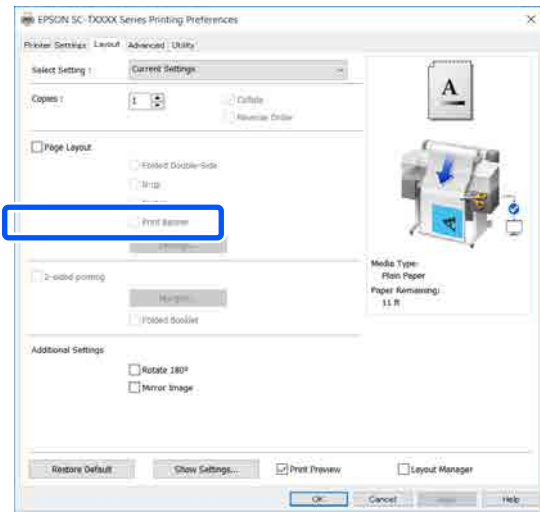 EPSON SC-TXXXX Series Printing Preferences
Printer Settings Layout Advanced Utility
Select Setting : Current Settings
Copies : 1 Collate
Reverse Order
Page Layout
Folded Double-Side
N-up
Print Banner
Settings...
2-sided printing
Margins...
Folded Booklet
Additional Settings
Rotate 180°
Mirror Image
A
A
Media Type:
Plain Paper
Paper Remaining:
11 ft
Restore Default Show Settings... Print Preview Layout Manager
OK Cancel Help